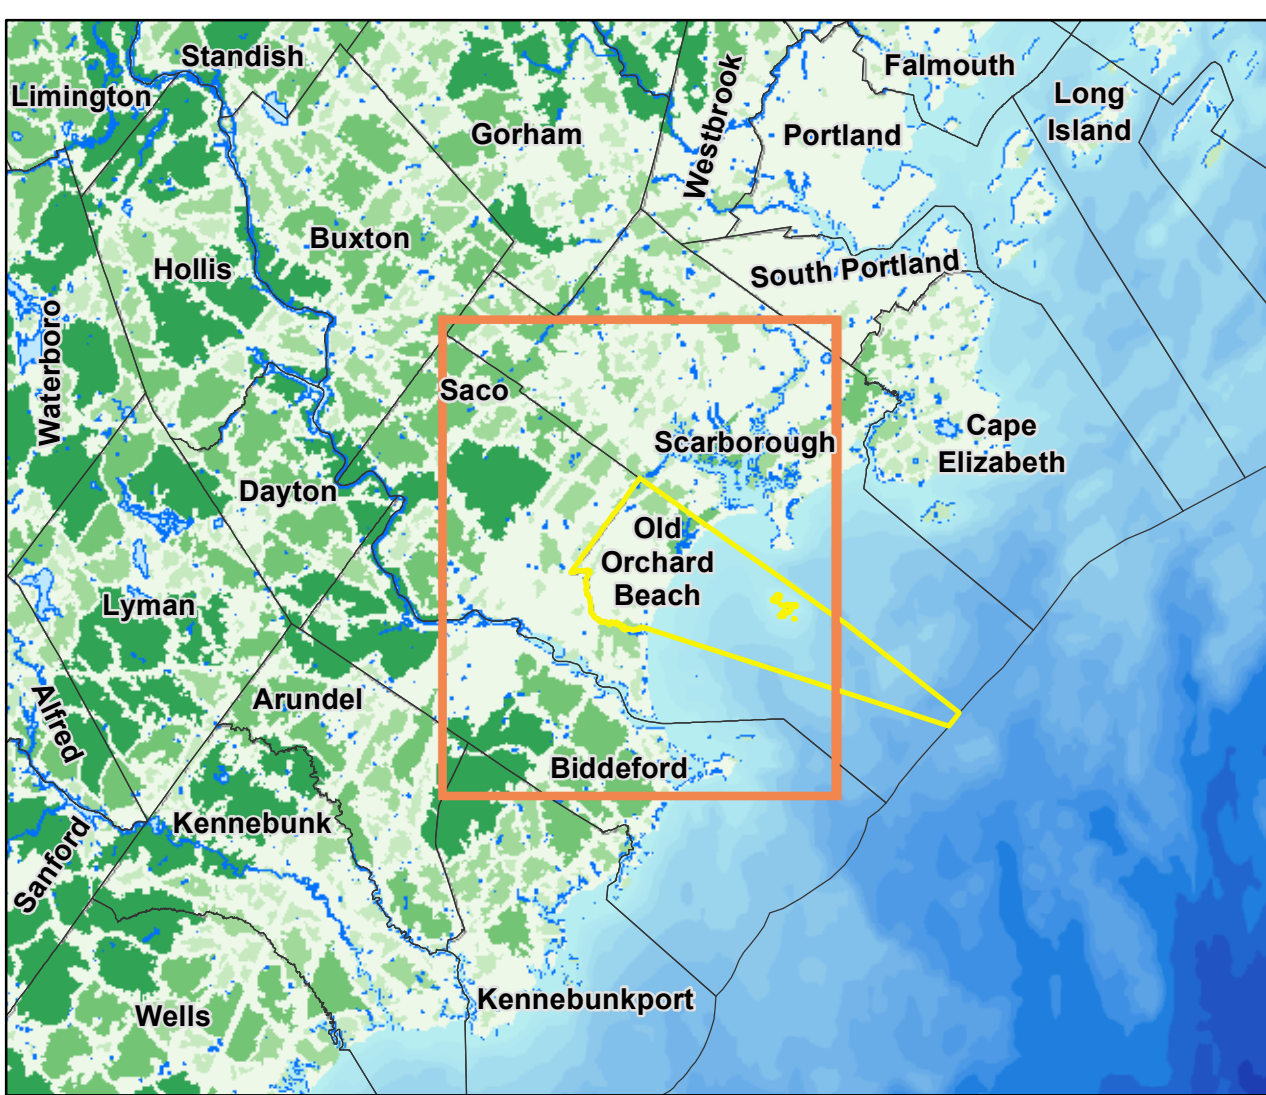 Standish
Falmouth
Limington
Long
Island
Gorham
Westbrook
Portland
Buxton
Hollis
South Portland
Waterboro
Saco
Scarborough
Cape
Elizabeth
Dayton
Old
Orchard
Beach
Lyman
Arundel
Alfred
Biddeford
Kennebunk
Sanford
Kennebunkport
Wells